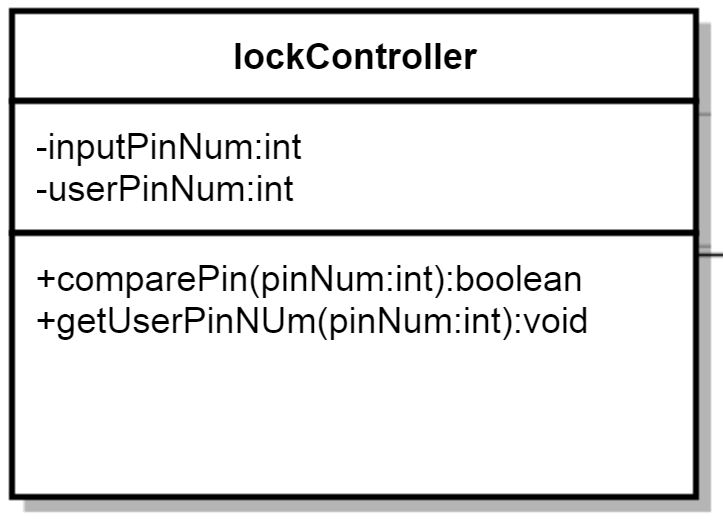 lockController
-inputPinNum:int
-userPinNum:int
+comparePin(pinNum:int):boolean
+getUserPinNUm(pinNum:int):void